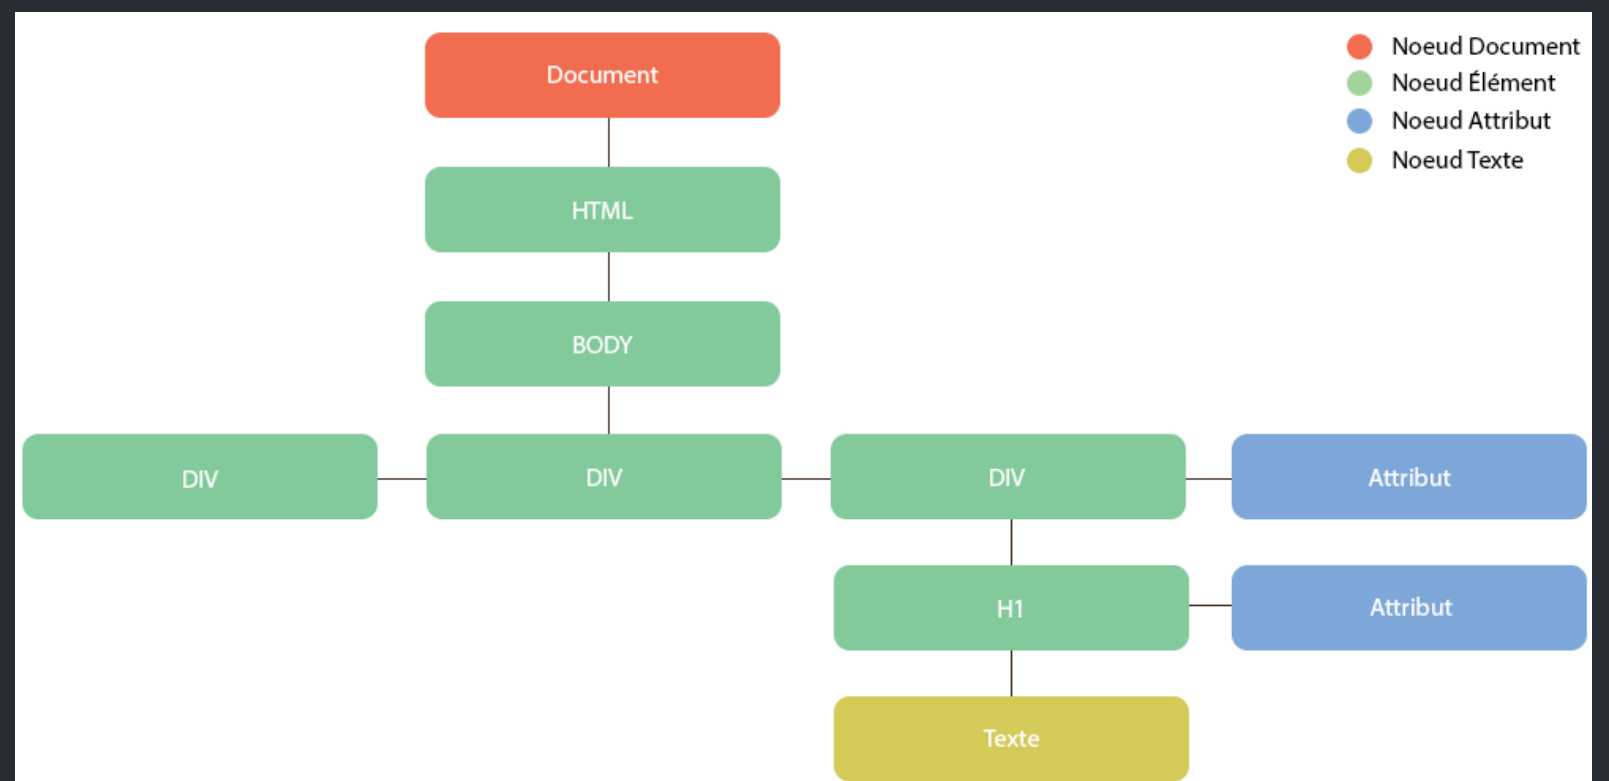 Document
Noeud Document
Noeud Élément
Noeud Attribut
Noeud Texte
HTML
BODY
DIV
DIV
DIV
Attribut
H1
Attribut
Texte